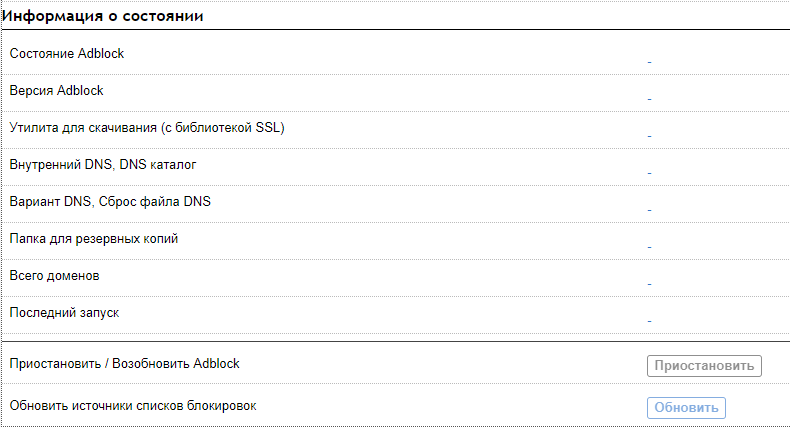 Информация о состоянии
Состояние Adblock -
Версия Adblock -
Утилита для скачивания (с библиотекой SSL) -
Внутренний DNS, DNS каталог -
Вариант DNS, Сброс файла DNS -
Папка для резервных копий -
Всего доменов -
Последний запуск -
Приостановить / Возобновить Adblock Приостановить
Обновить источники списков блокировок Обновить